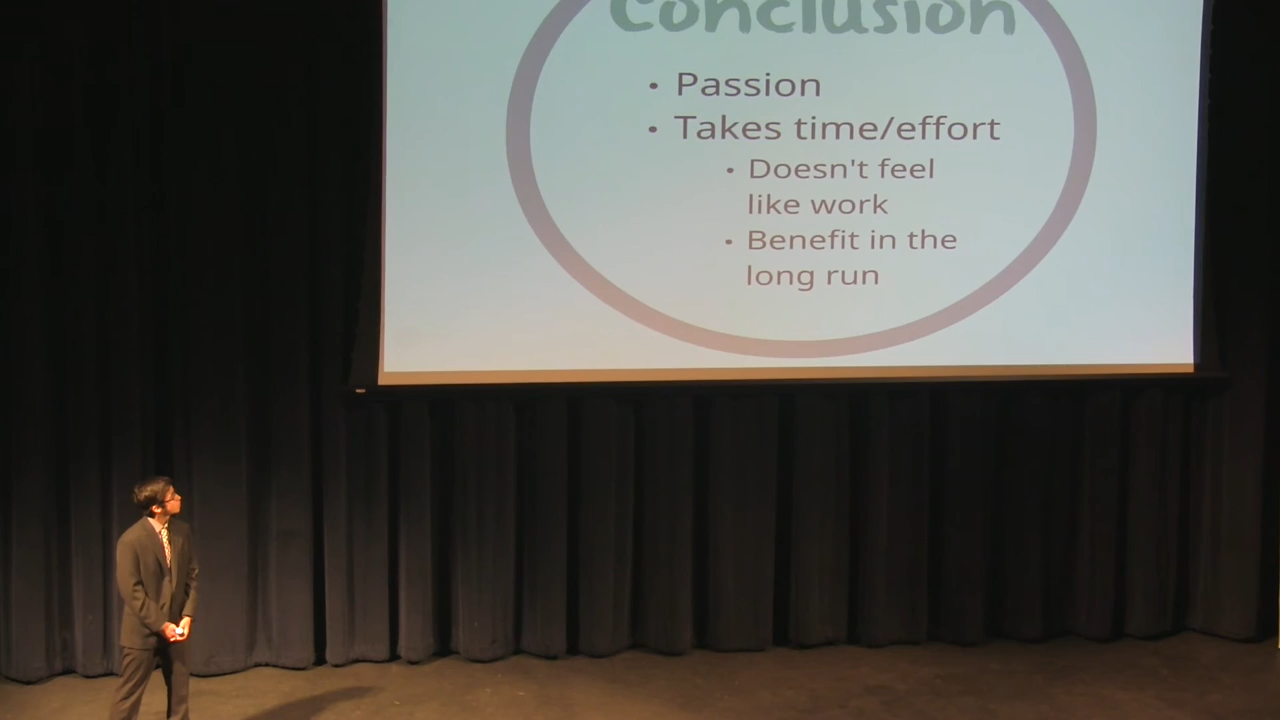 Conclusion
• Passion
• Takes time/effort
• Doesn't feel
like work
• Benefit in the
long run